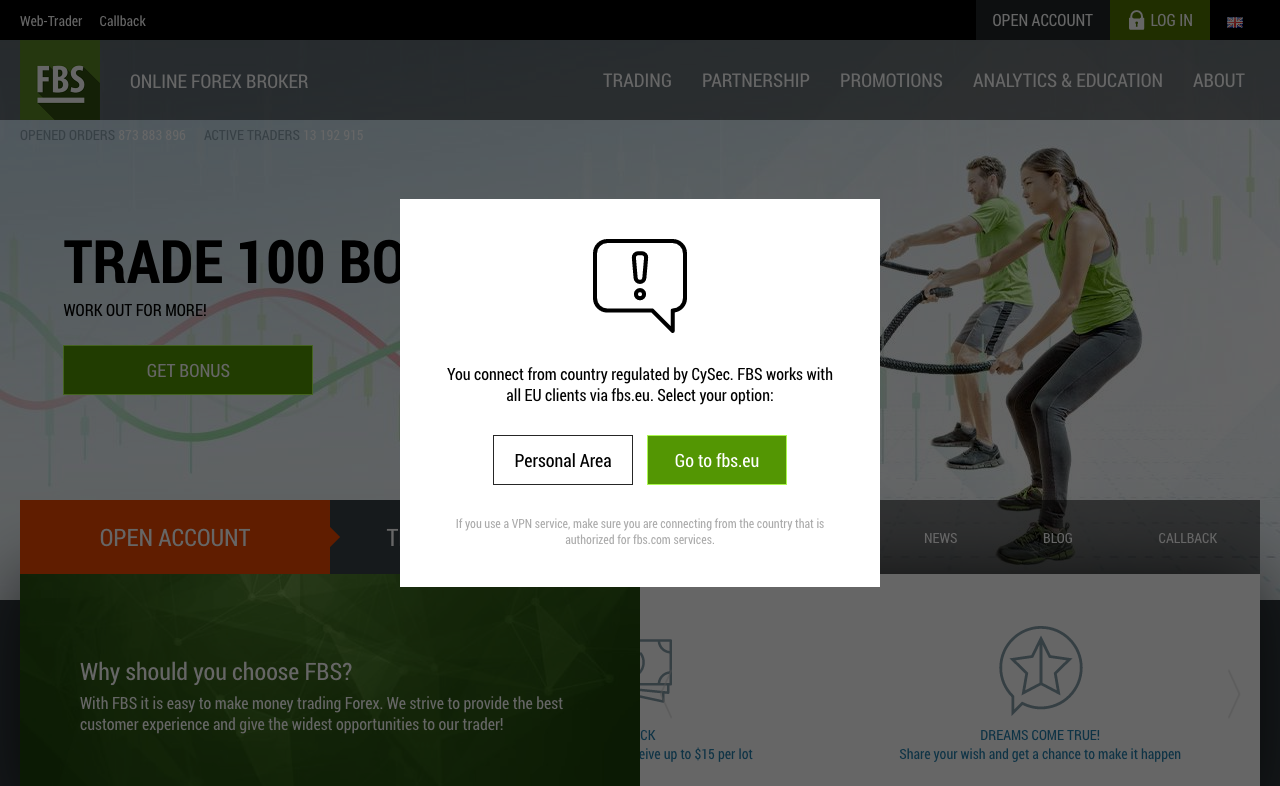 Web-Trader Callback
OPEN ACCOUNT LOG IN
FBS
ONLINE FOREX BROKER
TRADING PARTNERSHIP PROMOTIONS ANALYTICS & EDUCATION ABOUT
OPENED ORDERS 873 883 896 ACTIVE TRADERS 13 192 915
TRADE 100 BO
WORK OUT FOR MORE!
GET BONUS
You connect from country regulated by CySec. FBS works with
all EU clients via fbs.eu. Select your option:
Personal Area Go to fbs.eu
If you use a VPN service, make sure you are connecting from the country that is
authorized for fbs.com services.
OPEN ACCOUNT T NEWS BLOG CALLBACK
Why should you choose FBS?
With FBS it is easy to make money trading Forex. We strive to provide the best
customer experience and give the widest opportunities to our trader!
CK
eive up to $15 per lot
DREAMS COME TRUE!
Share your wish and get a chance to make it happen